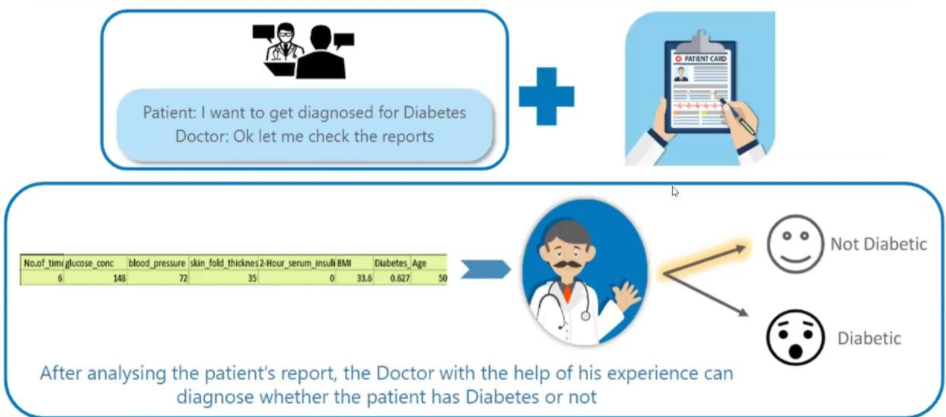 Patient: I want to get diagnosed for Diabetes
Doctor: Ok let me check the reports
PATIENT CARD
No.of_time glucose_conc blood_pressure skin_fold_thicknes 2-Hour_serum_insuli BMI Diabetes_ Age
6 148 72 35 0 33.6 0.627 50
Not Diabetic
Diabetic
After analysing the patient's report, the Doctor with the help of his experience can
diagnose whether the patient has Diabetes or not